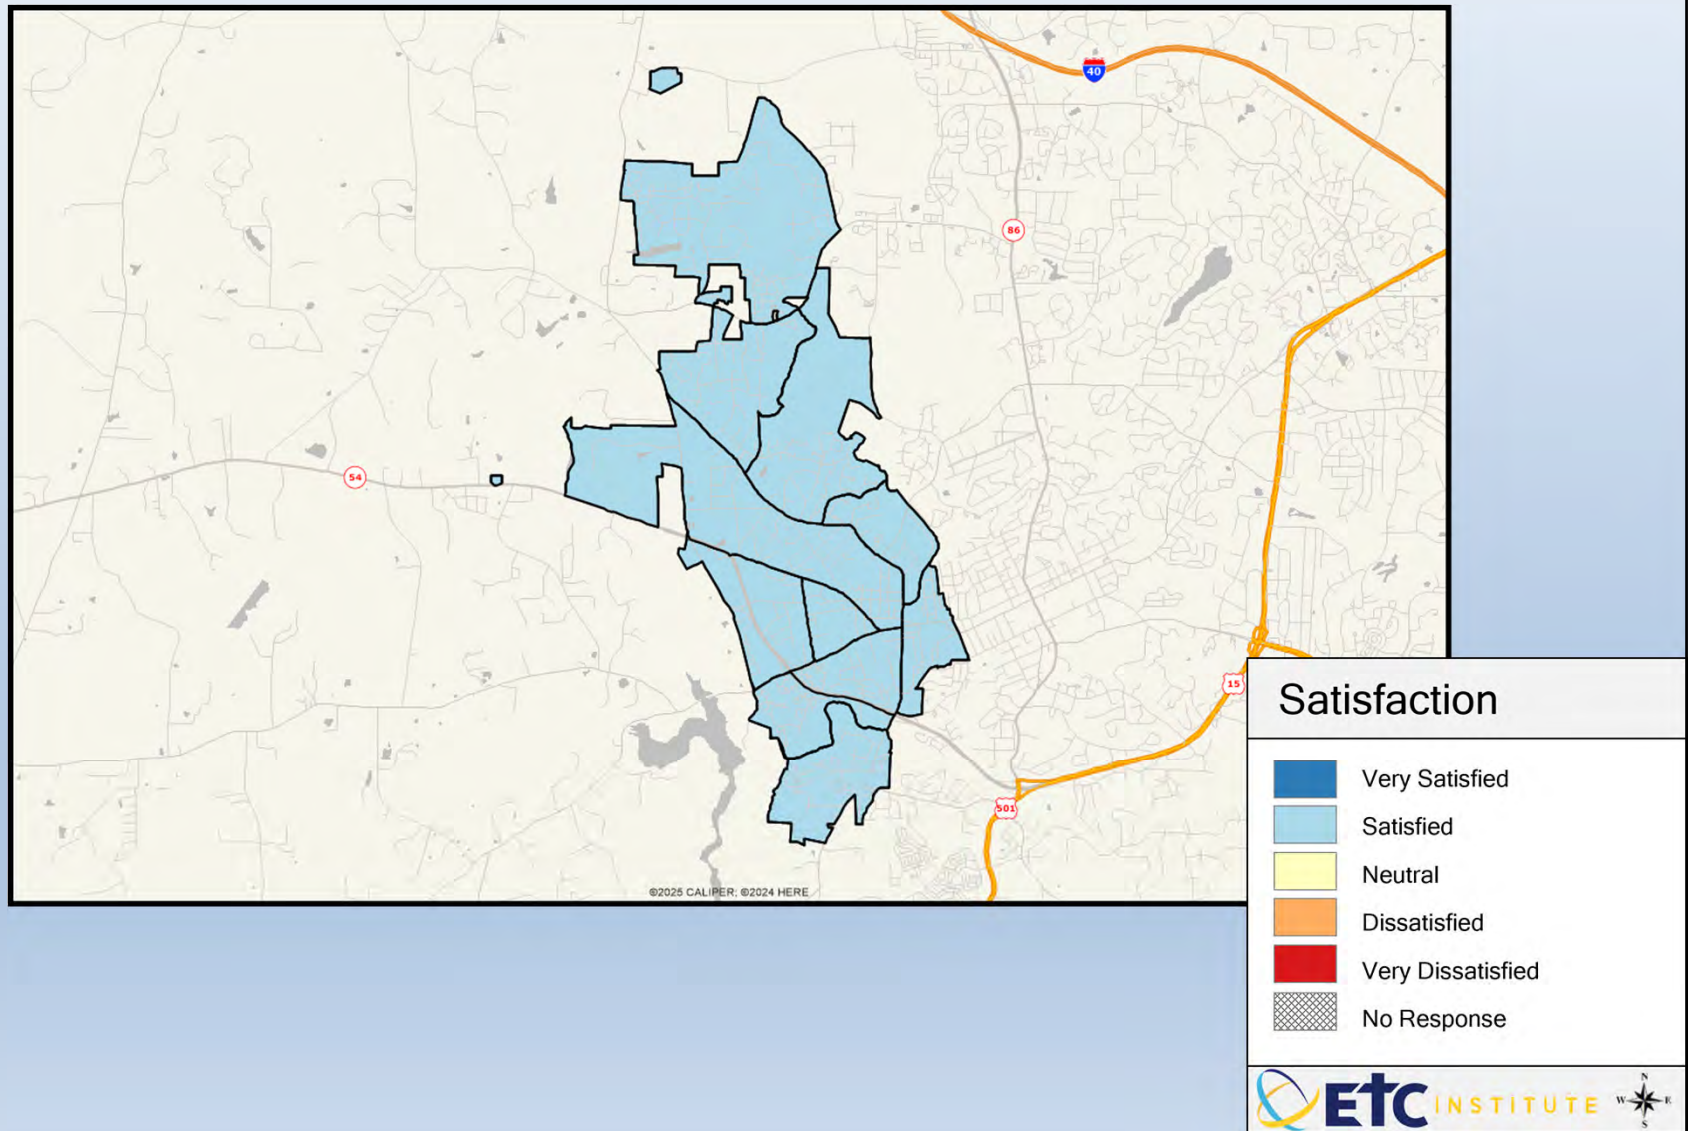 40
86
54
15
501
©2025 CALIPER; ©2024 HERE
Satisfaction
Very Satisfied
Satisfied
Neutral
Dissatisfied
Very Dissatisfied
No Response
ETC INSTITUTE
N
W E
S